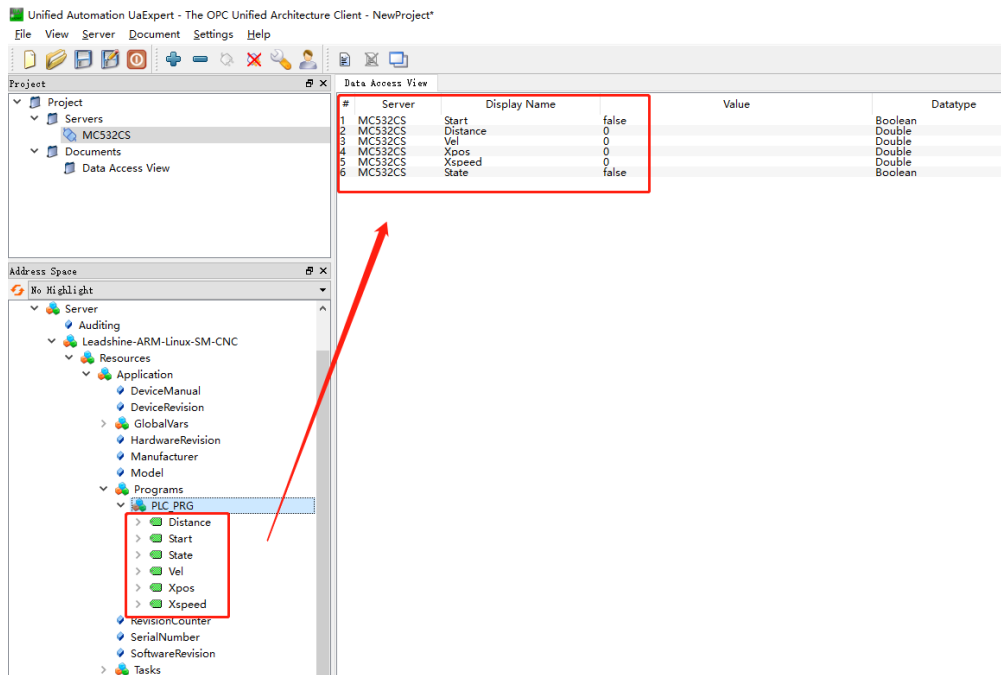 Unified Automation UaExpert - The OPC Unified Architecture Client - NewProject*
File View Server Document Settings Help
Project
Project
Servers
MC532CS
Documents
Data Access View
Data Access View
# Server Display Name Value Datatype
1 MC532CS Start false Boolean
2 MC532CS Distance 0 Double
3 MC532CS Vel 0 Double
4 MC532CS Xpos 0 Double
5 MC532CS Xspeed 0 Double
6 MC532CS State false Boolean
Address Space
No Highlight
Server
Auditing
Leadshine-ARM-Linux-SM-CNC
Resources
Application
DeviceManual
DeviceRevision
GlobalVars
HardwareRevision
Manufacturer
Model
Programs
PLC_PRG
Distance
Start
State
Vel
Xpos
Xspeed
RevisionCounter
SerialNumber
SoftwareRevision
Tasks